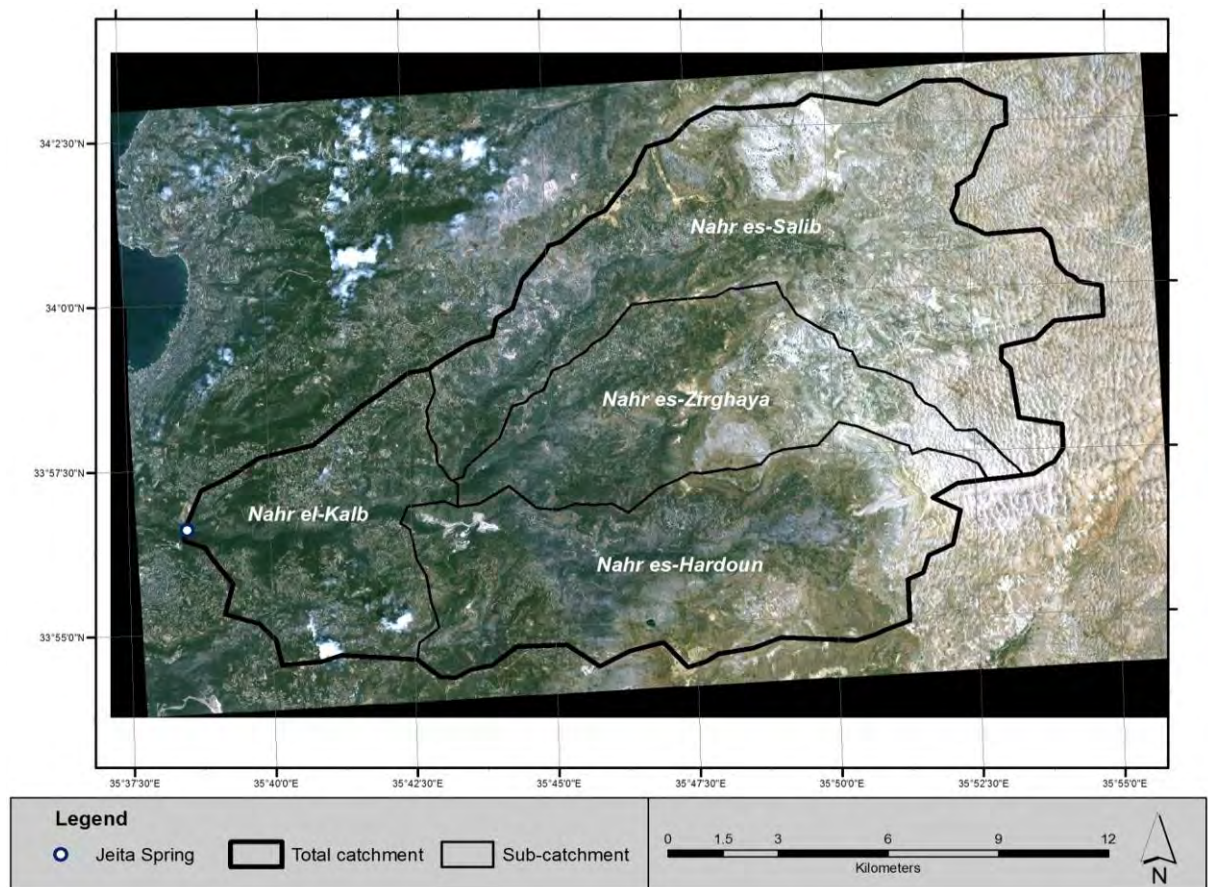 34°2'30"N
Nahr es-Salib
34°0'0"N
Nahr es-Zirghaya
33°57'30"N
Nahr el-Kalb
Nahr es-Hardoun
33°55'0"N
35°37'30"E 35°40'0"E 35°42'30"E 35°45'0"E 35°47'30"E 35°50'0"E 35°52'30"E 35°55'0"E
Legend
Jeita Spring Total catchment Sub-catchment
0 1.5 3 6 9 12
Kilometers
N